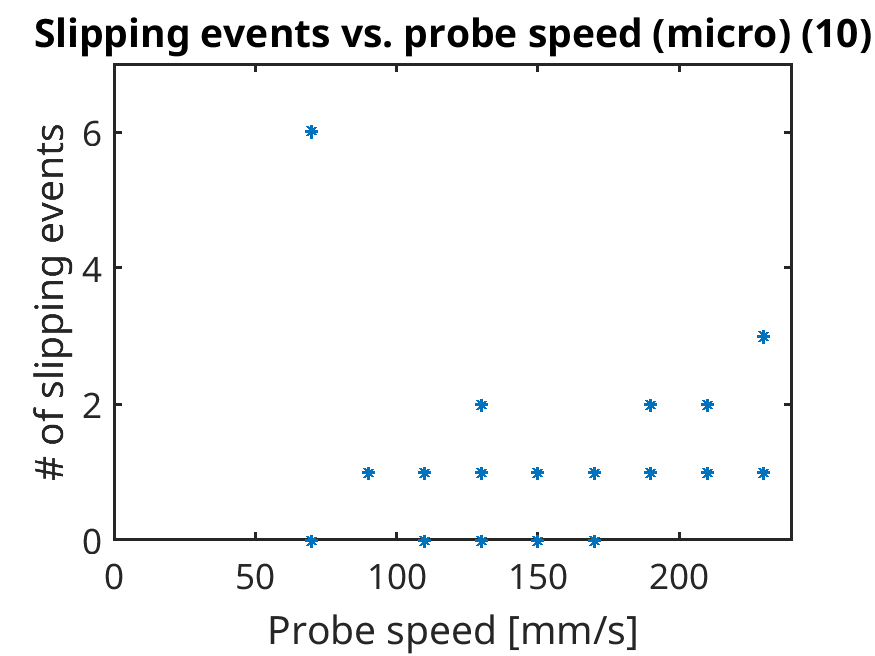 Slipping events vs. probe speed (micro) (10)
# of slipping events
6
4
2
0
0 50 100 150 200
Probe speed [mm/s]